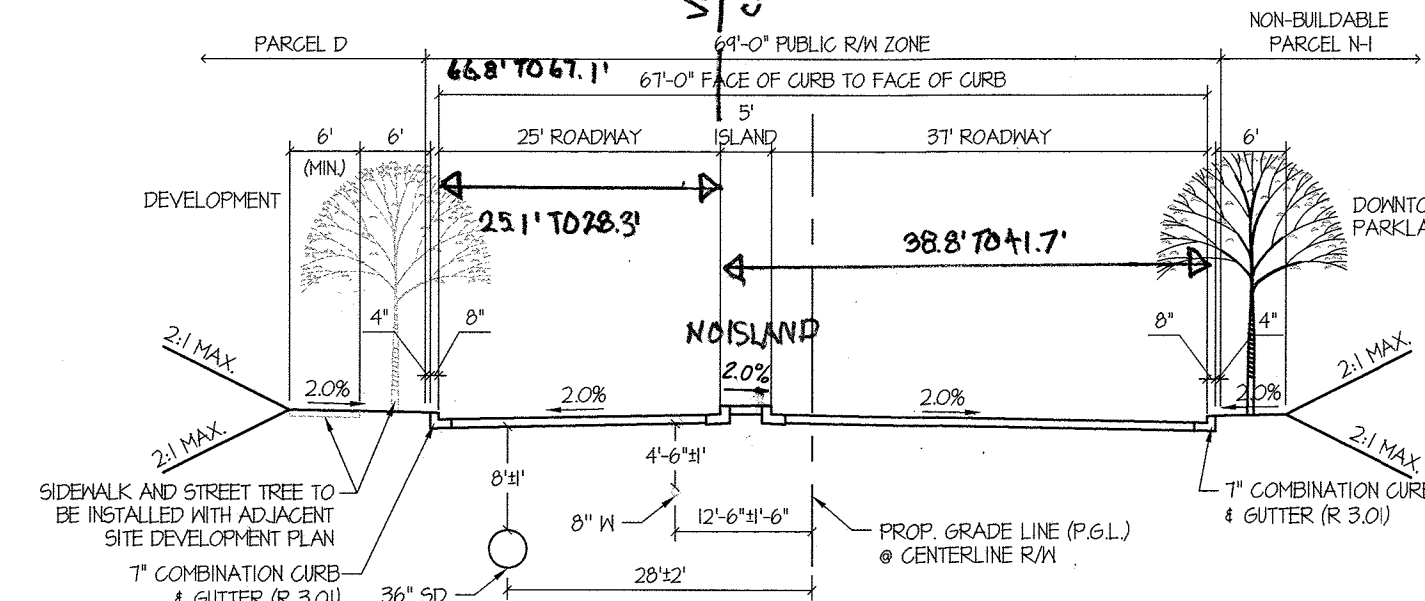 NON-BUILDABLE
PARCEL D
69'-0" PUBLIC R/W ZONE
PARCEL N-1
66.8' TO 67.1'
67'-0" FACE OF CURB TO FACE OF CURB
5'
6'
6'
25' ROADWAY
ISLAND
37' ROADWAY
6'
(MIN.)
DEVELOPMENT
25.1' TO 28.3'
38.8' TO 41.7'
DOWNTO
PARKLA
4"
8"
8"
4"
NO ISLAND
2:1 MAX.
2:1 MAX.
2.0%
2.0%
2.0%
2.0%
2.0%
2:1 MAX.
2:1 MAX.
8'±1'
4'-6"±1'
SIDEWALK AND STREET TREE TO
BE INSTALLED WITH ADJACENT
SITE DEVELOPMENT PLAN
8" W
12'-6"±1'-6"
PROP. GRADE LINE (P.G.L.)
@ CENTERLINE R/W
7" COMBINATION CURB
& GUTTER (R 3.01)
7" COMBINATION CURB
& GUTTER (R 3.01)
36" SD
28'±2'